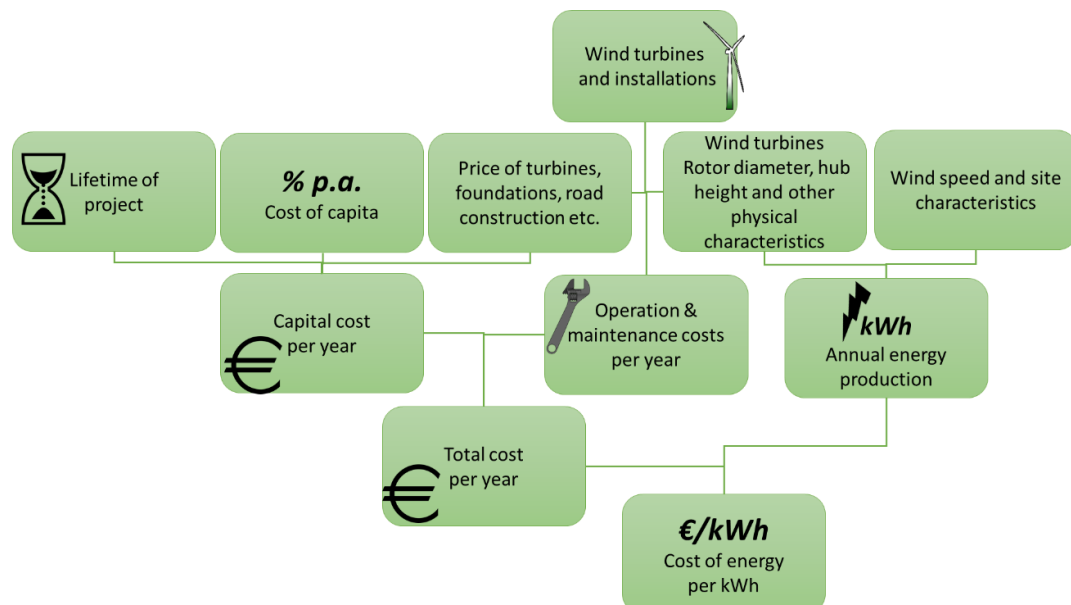 Wind turbines
and installations
Lifetime of
project
% p.a.
Cost of capita
Price of turbines,
foundations, road
construction etc.
Wind turbines
Rotor diameter, hub
height and other
physical
characteristics
Wind speed and site
characteristics
Capital cost
per year
€
Operation &
maintenance costs
per year
kWh
Annual energy
production
Total cost
per year
€
€/kWh
Cost of energy
per kWh